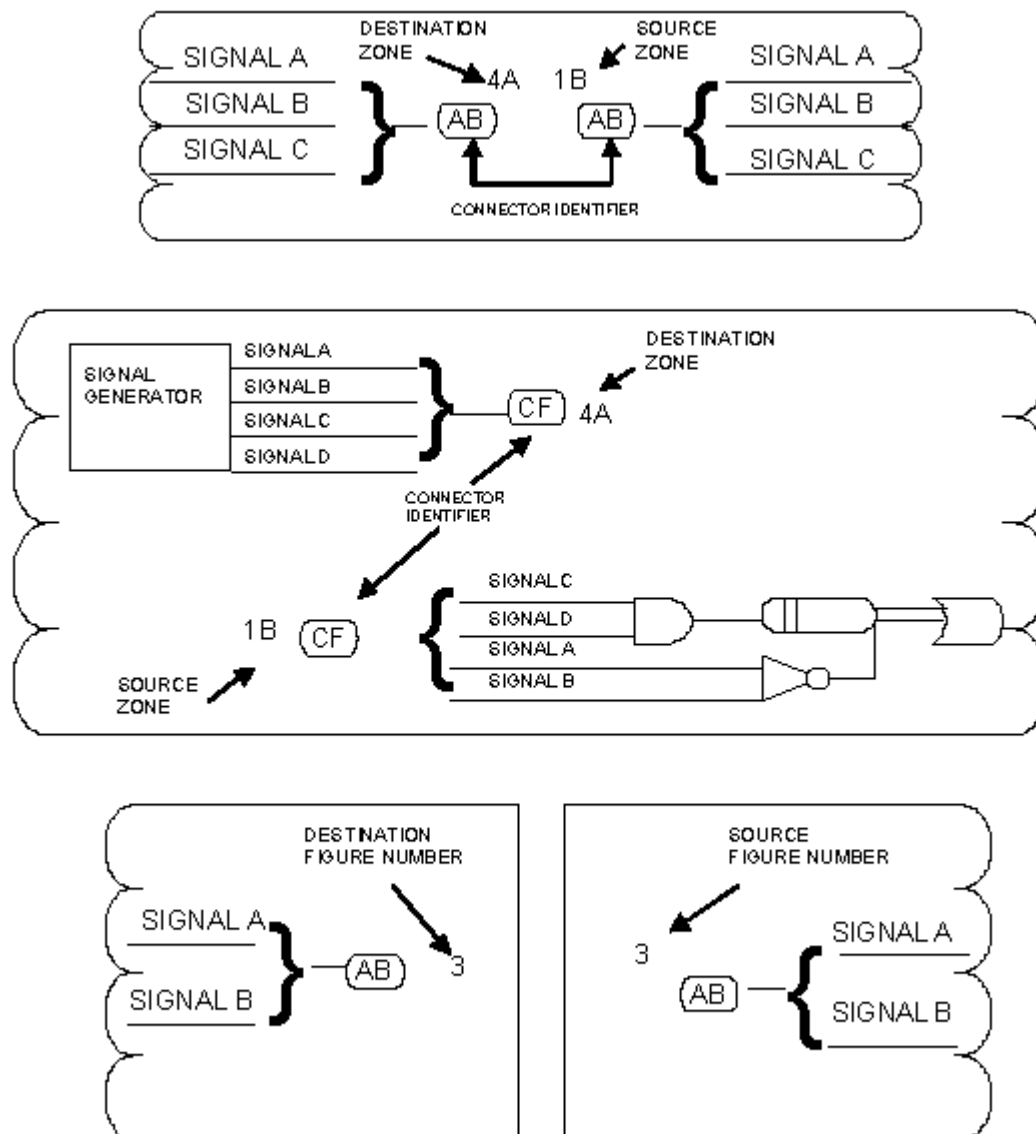 DESTINATION
ZONE
SOURCE
ZONE
SIGNAL A
4A
1B
SIGNAL A
SIGNAL B
AB
AB
SIGNAL B
SIGNAL C
SIGNAL C
CONNECTOR IDENTIFIER
SIGNAL
GENERATOR
SIGNAL A
SIGNAL B
SIGNAL C
SIGNAL D
CF
4A
DESTINATION
ZONE
CONNECTOR
IDENTIFIER
1B
CF
SOURCE
ZONE
SIGNAL C
SIGNAL D
SIGNAL A
SIGNAL B
DESTINATION
FIGURE NUMBER
SIGNAL A
SIGNAL B
AB
3
SOURCE
FIGURE NUMBER
3
AB
SIGNAL A
SIGNAL B